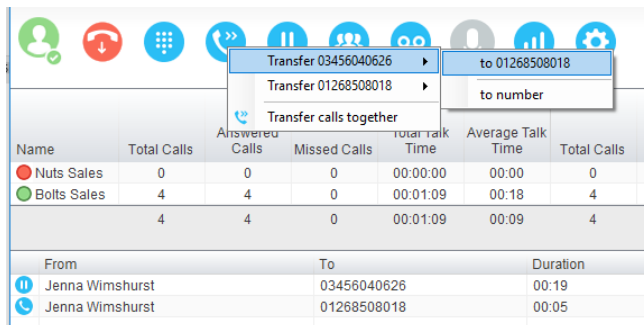 Transfer 03456040626
to 01268508018
Transfer 01268508018
to number
Transfer calls together
Name Total Calls Answered Calls Missed Calls Total Talk Time Average Talk Time Total Calls
Nuts Sales 0 0 0 00:00:00 00:00 0
Bolts Sales 4 4 0 00:01:09 00:18 4
4 4 0 00:01:09 00:09 4
From To Duration
Jenna Wimshurst 03456040626 00:19
Jenna Wimshurst 01268508018 00:05